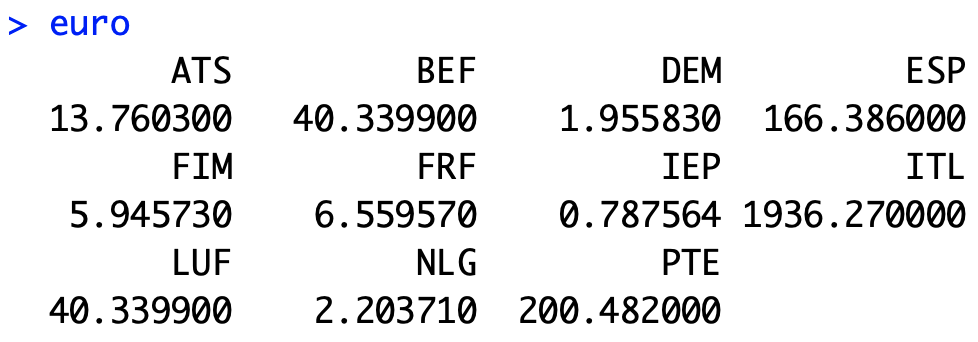 > euro
ATS BEF DEM ESP
13.760300 40.339900 1.955830 166.386000
FIM FRF IEP ITL
5.945730 6.559570 0.787564 1936.270000
LUF NLG PTE
40.339900 2.203710 200.482000